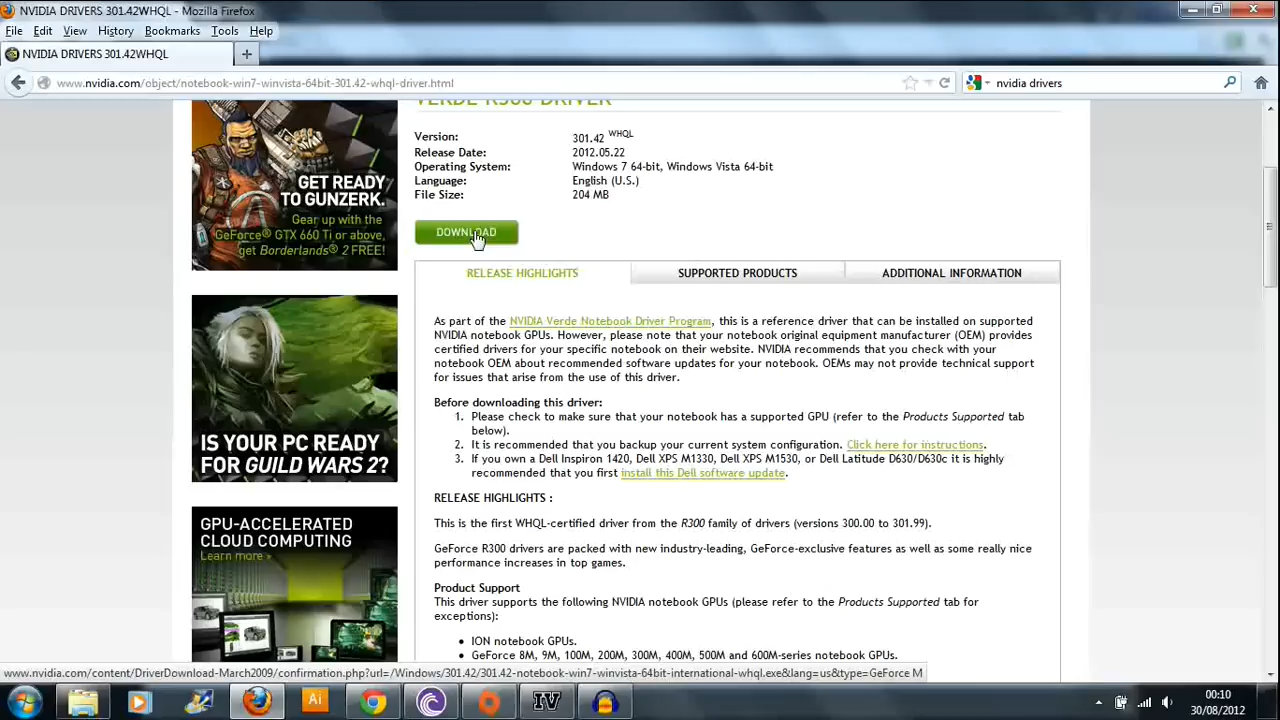 NVIDIA DRIVERS 301.42WHQL - Mozilla Firefox
File Edit View History Bookmarks Tools Help
NVIDIA DRIVERS 301.42WHQL
www.nvidia.com/object/notebook-win7-winvista-64bit-301.42-whql-driver.html
nvidia drivers
VERDE R300 DRIVER
Version: 301.42 WHQL
Release Date: 2012.05.22
Operating System: Windows 7 64-bit, Windows Vista 64-bit
Language: English (U.S.)
File Size: 204 MB
DOWNLOAD
GET READY
TO GUNZERK.
Gear up with the
GeForce® GTX 660 Ti or above,
get Borderlands® 2 FREE!
RELEASE HIGHLIGHTS SUPPORTED PRODUCTS ADDITIONAL INFORMATION
As part of the NVIDIA Verde Notebook Driver Program, this is a reference driver that can be installed on supported
NVIDIA notebook GPUs. However, please note that your notebook original equipment manufacturer (OEM) provides
certified drivers for your specific notebook on their website. NVIDIA recommends that you check with your
notebook OEM about recommended software updates for your notebook. OEMs may not provide technical support
for issues that arise from the use of this driver.
Before downloading this driver:
1. Please check to make sure that your notebook has a supported GPU (refer to the Products Supported tab
below).
2. It is recommended that you backup your current system configuration. Click here for instructions.
3. If you own a Dell Inspiron 1420, Dell XPS M1330, Dell XPS M1530, or Dell Latitude D630/D630c it is highly
recommended that you first install this Dell software update.
RELEASE HIGHLIGHTS :
This is the first WHQL-certified driver from the R300 family of drivers (versions 300.00 to 301.99).
GeForce R300 drivers are packed with new industry-leading, GeForce-exclusive features as well as some really nice
performance increases in top games.
Product Support
This driver supports the following NVIDIA notebook GPUs (please refer to the Products Supported tab for
exceptions):
• ION notebook GPUs.
• GeForce 8M, 9M, 100M, 200M, 300M, 400M, 500M and 600M-series notebook GPUs.
IS YOUR PC READY
FOR GUILD WARS 2?
GPU-ACCELERATED
CLOUD COMPUTING
Learn more »
www.nvidia.com/content/DriverDownload-March2009/confirmation.php?url=/Windows/301.42/301.42-notebook-win7-winvista-64bit-international-whql.exe&lang=us&type=GeForce M
Ai
IV
00:10
30/08/2012